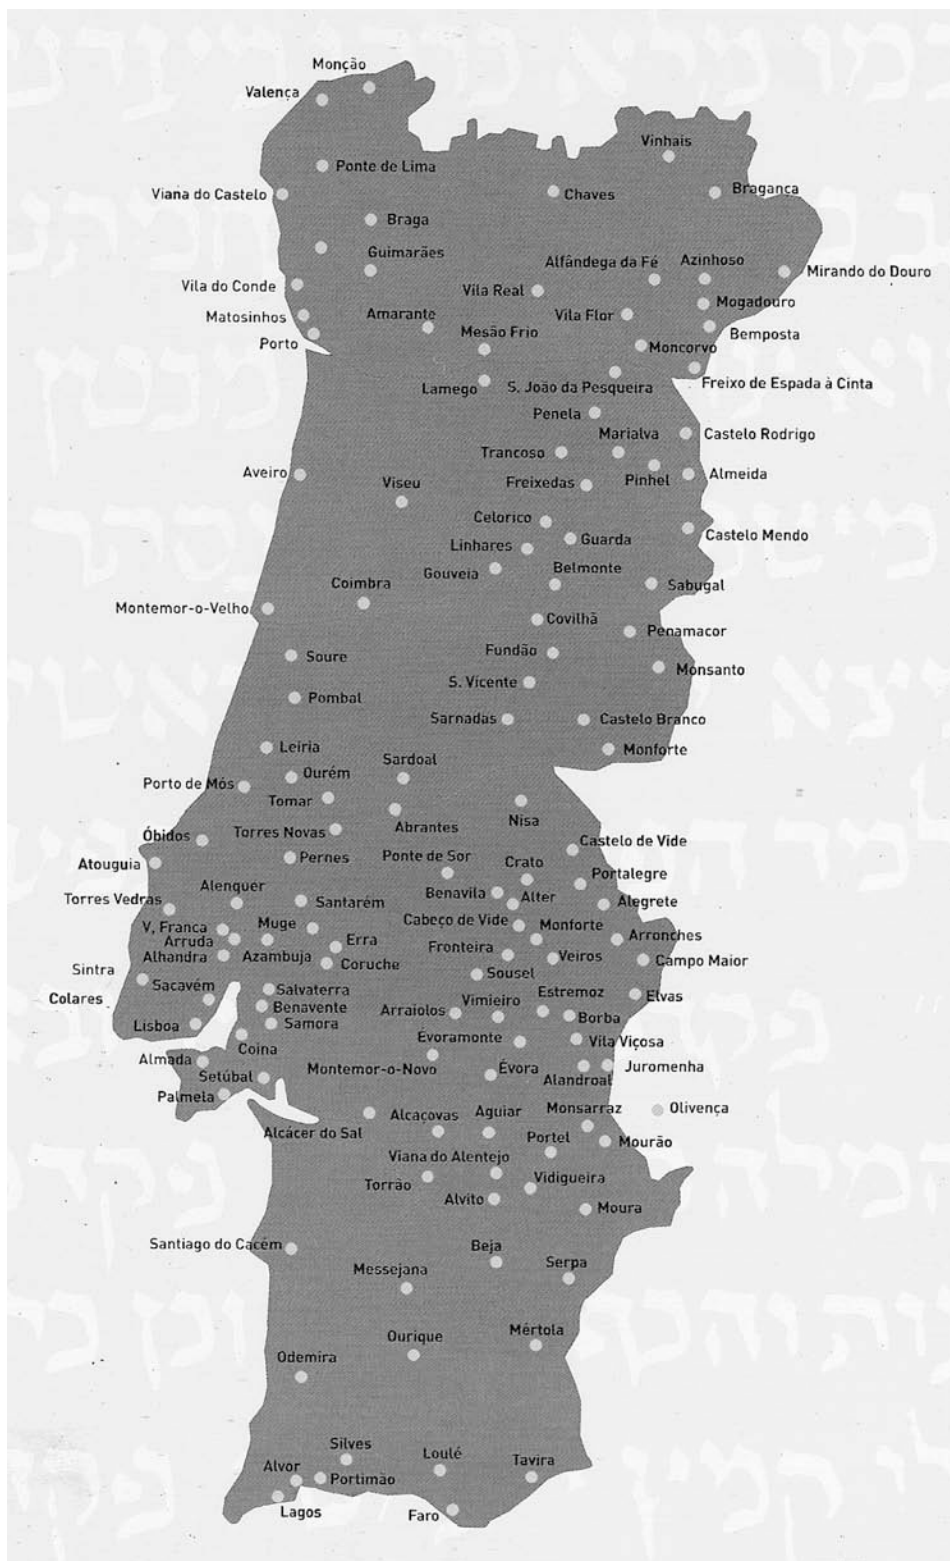 Monção
Valença
Vinhais
Ponte de Lima
Viana do Castelo
Chaves
Bragança
Braga
Guimarães
Alfândega da Fé
Azinhoso
Mirando do Douro
Vila do Conde
Vila Real
Mogadouro
Matosinhos
Amarante
Vila Flor
Mesão Frio
Bemposta
Porto
Moncorvo
Lamego
S. João da Pesqueira
Freixo de Espada à Cinta
Penela
Marialva
Castelo Rodrigo
Trancoso
Aveiro
Viseu
Freixedas
Pinhel
Almeida
Celorico
Castelo Mendo
Linhares
Guarda
Gouveia
Belmonte
Coimbra
Sabugal
Montemor-o-Velho
Covilhã
Penamacor
Soure
Fundão
Monsanto
S. Vicente
Pombal
Sarnadas
Castelo Branco
Leiria
Monforte
Ourém
Sardoal
Porto de Mós
Tomar
Abrantes
Nisa
Óbidos
Torres Novas
Castelo de Vide
Atouguia
Pernes
Ponte de Sor
Crato
Portalegre
Alenquer
Benavila
Torres Vedras
Santarém
Alter
Alegrete
V, Franca
Muge
Cabeço de Vide
Monforte
Arruda
Erra
Arronches
Alhandra
Azambuja
Fronteira
Veiros
Coruche
Campo Maior
Sintra
Sousel
Sacavém
Salvaterra
Estremoz
Elvas
Colares
Vimieiro
Benavente
Arraiolos
Borba
Lisboa
Samora
Évoramonte
Vila Viçosa
Coina
Almada
Montemor-o-Novo
Évora
Juromenha
Setúbal
Alandroal
Palmela
Monsarraz
Olivença
Alcaçovas
Aguiar
Alcácer do Sal
Portel
Mourão
Viana do Alentejo
Torrão
Vidigueira
Alvito
Moura
Santiago do Cacém
Beja
Serpa
Messejana
Mértola
Ourique
Odemira
Silves
Loulé
Tavira
Alvor
Portimão
Lagos
Faro